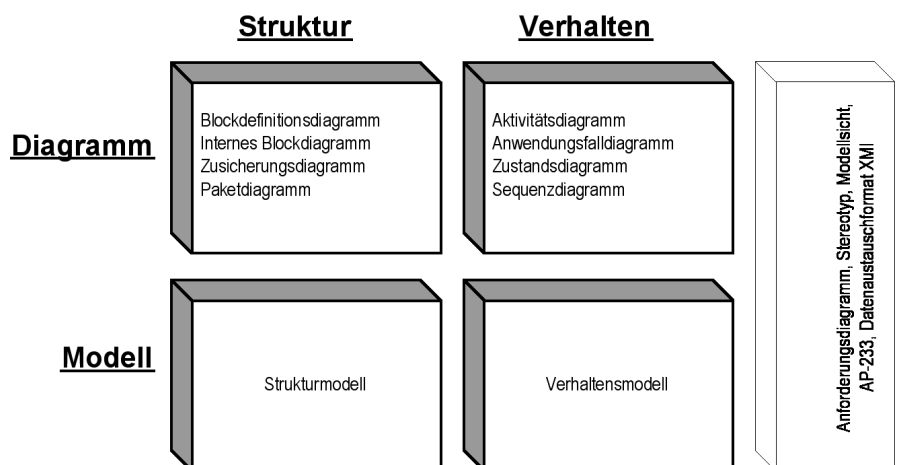 Struktur
Verhalten
Diagramm
Blockdefinitionsdiagramm
Internes Blockdiagramm
Zusicherungsdiagramm
Paketdiagramm
Aktivitätsdiagramm
Anwendungsfalldiagramm
Zustandsdiagramm
Sequenzdiagramm
Modell
Strukturmodell
Verhaltensmodell
Anforderungsdiagramm, Stereotyp, Modellsicht,
AP-233, Datenaustauschformat XMI